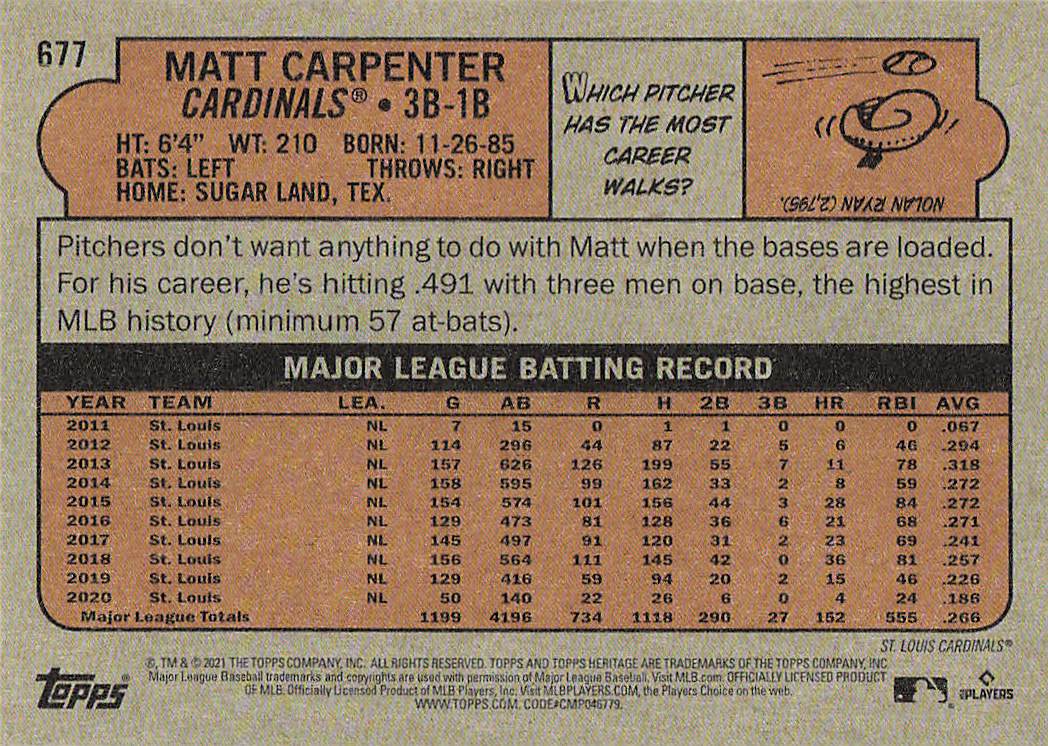 677
MATT CARPENTER
CARDINALS® • 3B-1B
HT: 6'4" WT: 210 BORN: 11-26-85
BATS: LEFT THROWS: RIGHT
HOME: SUGAR LAND, TEX.
WHICH PITCHER
HAS THE MOST
CAREER
WALKS?
NOLAN RYAN (2,795).
Pitchers don't want anything to do with Matt when the bases are loaded.
For his career, he's hitting .491 with three men on base, the highest in
MLB history (minimum 57 at-bats).
MAJOR LEAGUE BATTING RECORD
YEAR TEAM LEA. G AB R H 2B 3B HR RBI AVG
2011 St. Louis NL 7 15 0 1 1 0 0 0 .067
2012 St. Louis NL 114 296 44 87 22 5 6 46 .294
2013 St. Louis NL 157 626 126 199 55 7 11 78 .318
2014 St. Louis NL 158 595 99 162 33 2 8 59 .272
2015 St. Louis NL 154 574 101 156 44 3 28 84 .272
2016 St. Louis NL 129 473 81 128 36 6 21 68 .271
2017 St. Louis NL 145 497 91 120 31 2 23 69 .241
2018 St. Louis NL 156 564 111 145 42 0 36 81 .257
2019 St. Louis NL 129 416 59 94 20 2 15 46 .226
2020 St. Louis NL 50 140 22 26 6 0 4 24 .186
Major League Totals 1199 4196 734 1118 290 27 152 555 .266
ST. LOUIS CARDINALS®
®, TM & © 2021 THE TOPPS COMPANY, INC. ALL RIGHTS RESERVED. TOPPS AND TOPPS HERITAGE ARE TRADEMARKS OF THE TOPPS COMPANY, INC
Major League Baseball trademarks and copyrights are used with permission of Major League Baseball. Visit MLB.com. OFFICIALLY LICENSED PRODUCT
OF MLB. Officially Licensed Product of MLB Players, Inc. Visit MLBPLAYERS.COM, the Players Choice on the web.
WWW.TOPPS.COM. CODE#CMP046779.
topps®
PLAYERS